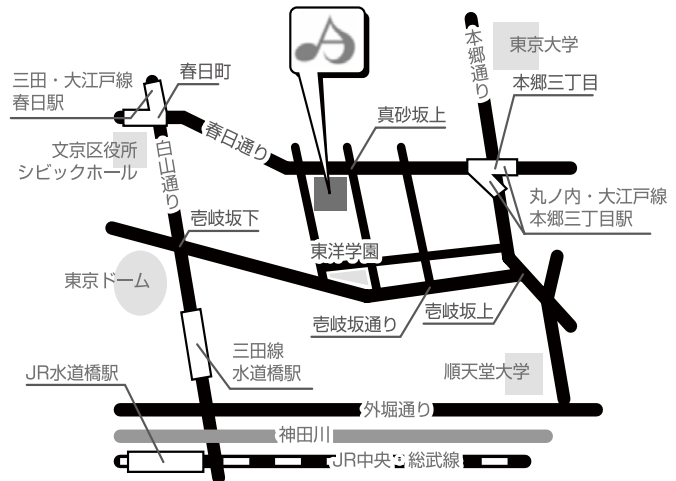 本郷通り
東京大学
三田・大江戸線
春日駅
春日町
本郷三丁目
真砂坂上
春日通り
文京区役所
シビックホール
白山通り
丸ノ内・大江戸線
本郷三丁目駅
壱岐坂下
東洋学園
東京ドーム
壱岐坂通り
壱岐坂上
三田線
水道橋駅
JR水道橋駅
順天堂大学
外堀通り
神田川
JR中央・総武線